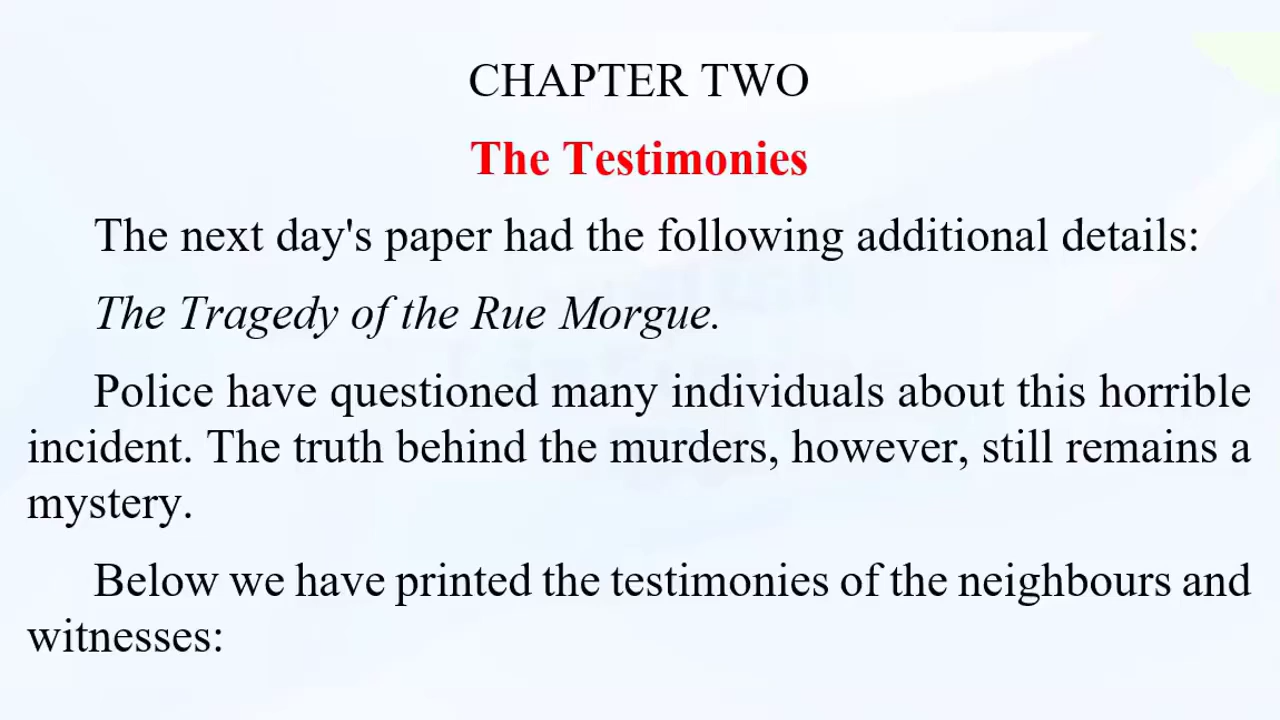 CHAPTER TWO
The Testimonies
The next day's paper had the following additional details:
The Tragedy of the Rue Morgue.
Police have questioned many individuals about this horrible
incident. The truth behind the murders, however, still remains a
mystery.
Below we have printed the testimonies of the neighbours and
witnesses: